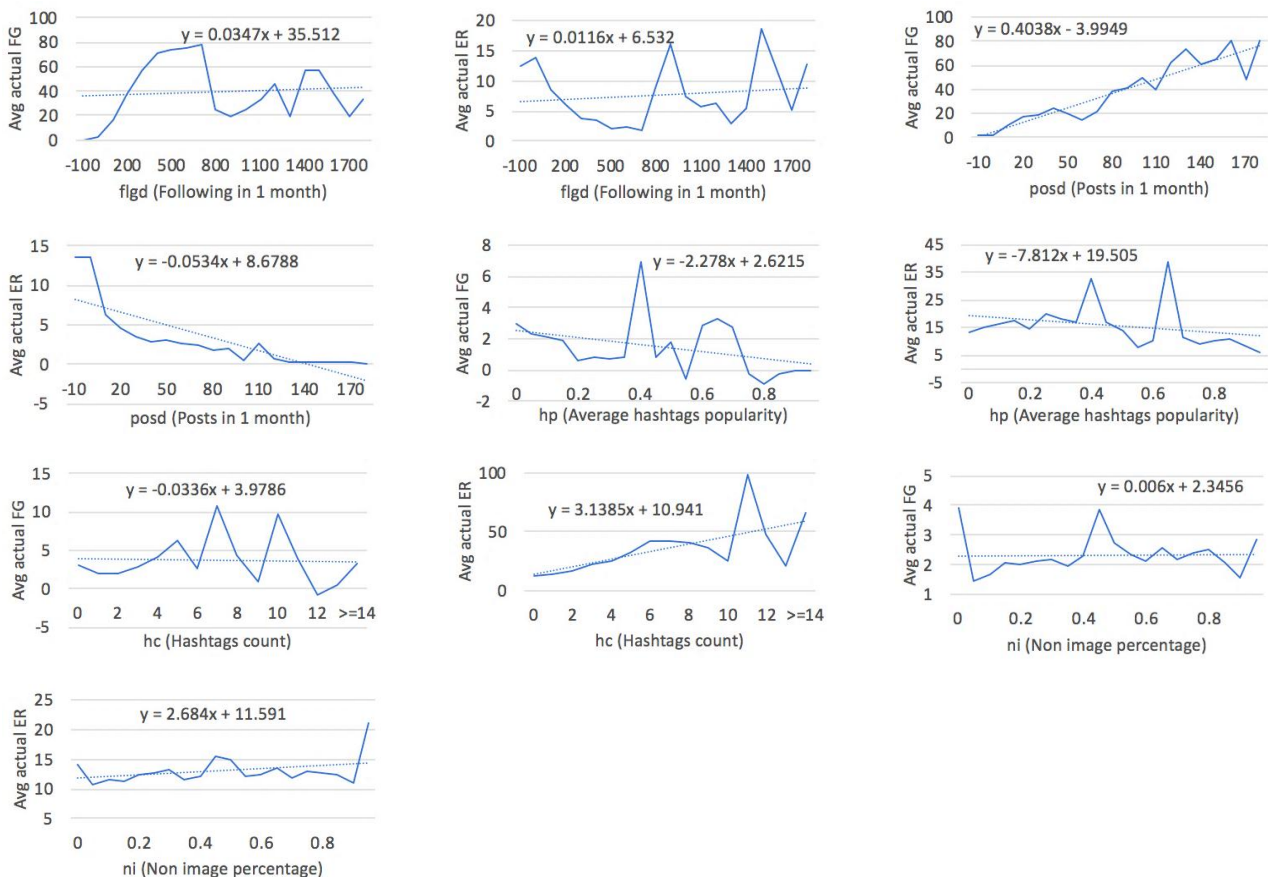 Avg actual FG
100
80
60
40
20
0
y = 0.0347x + 35.512
-100 200 500 800 1100 1400 1700
flgd (Following in 1 month)
Avg actual ER
20
15
10
5
0
y = 0.0116x + 6.532
-100 200 500 800 1100 1400 1700
flgd (Following in 1 month)
Avg actual FG
100
80
60
40
20
0
y = 0.4038x - 3.9949
-10 20 50 80 110 140 170
posd (Posts in 1 month)
Avg actual ER
15
10
5
0
-5
y = -0.0534x + 8.6788
-10 20 50 80 110 140 170
posd (Posts in 1 month)
Avg actual FG
8
6
4
2
0
-2
y = -2.278x + 2.6215
0 0.2 0.4 0.6 0.8
hp (Average hashtags popularity)
Avg actual ER
45
35
25
15
5
-5
y = -7.812x + 19.505
0 0.2 0.4 0.6 0.8
hp (Average hashtags popularity)
Avg actual FG
15
10
5
0
-5
y = -0.0336x + 3.9786
0 2 4 6 8 10 12 >=14
hc (Hashtags count)
Avg actual ER
100
50
0
y = 3.1385x + 10.941
0 2 4 6 8 10 12 >=14
hc (Hashtags count)
Avg actual FG
5
4
3
2
1
y = 0.006x + 2.3456
0 0.2 0.4 0.6 0.8
ni (Non image percentage)
Avg actual ER
25
20
15
10
5
y = 2.684x + 11.591
0 0.2 0.4 0.6 0.8
ni (Non image percentage)